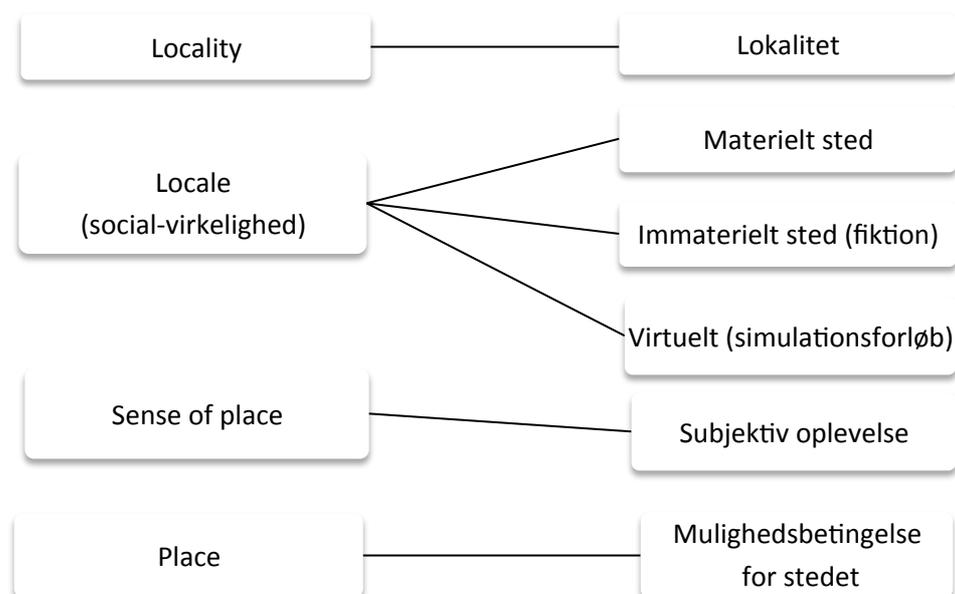 Locality
Lokalitet
Materielt sted
Locale
(social-virkelighed)
Immaterielt sted (fiktion)
Virtuelt (simulationsforløb)
Sense of place
Subjektiv oplevelse
Place
Mulighedsbetingelse
for stedet